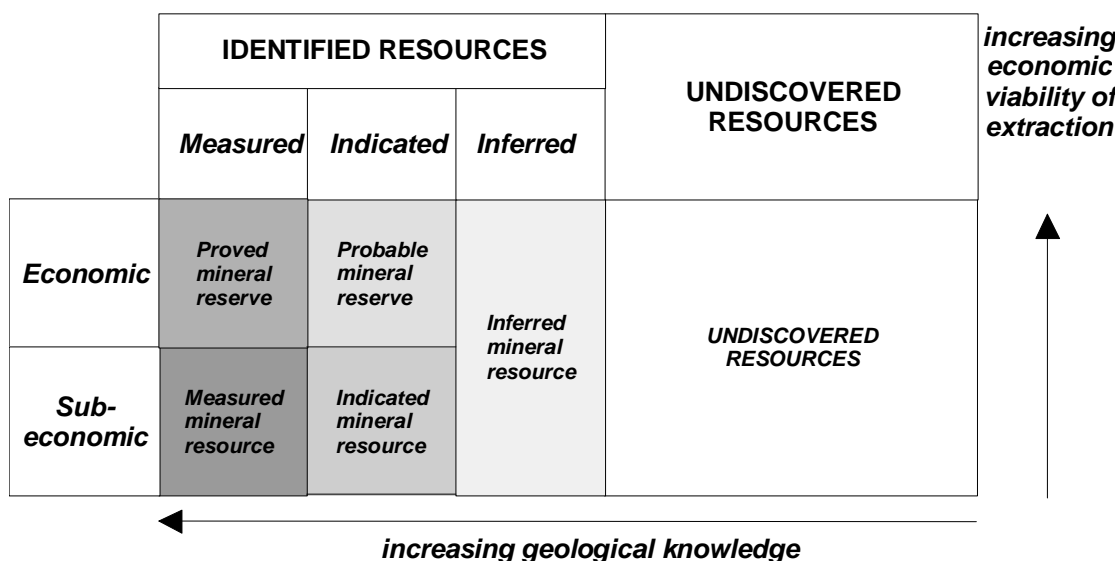 IDENTIFIED RESOURCES
UNDISCOVERED
RESOURCES
increasing
economic
viability of
extraction
Measured
Indicated
Inferred
Economic
Proved
mineral
reserve
Probable
mineral
reserve
Inferred
mineral
resource
UNDISCOVERED
RESOURCES
Sub-
economic
Measured
mineral
resource
Indicated
mineral
resource
increasing geological knowledge